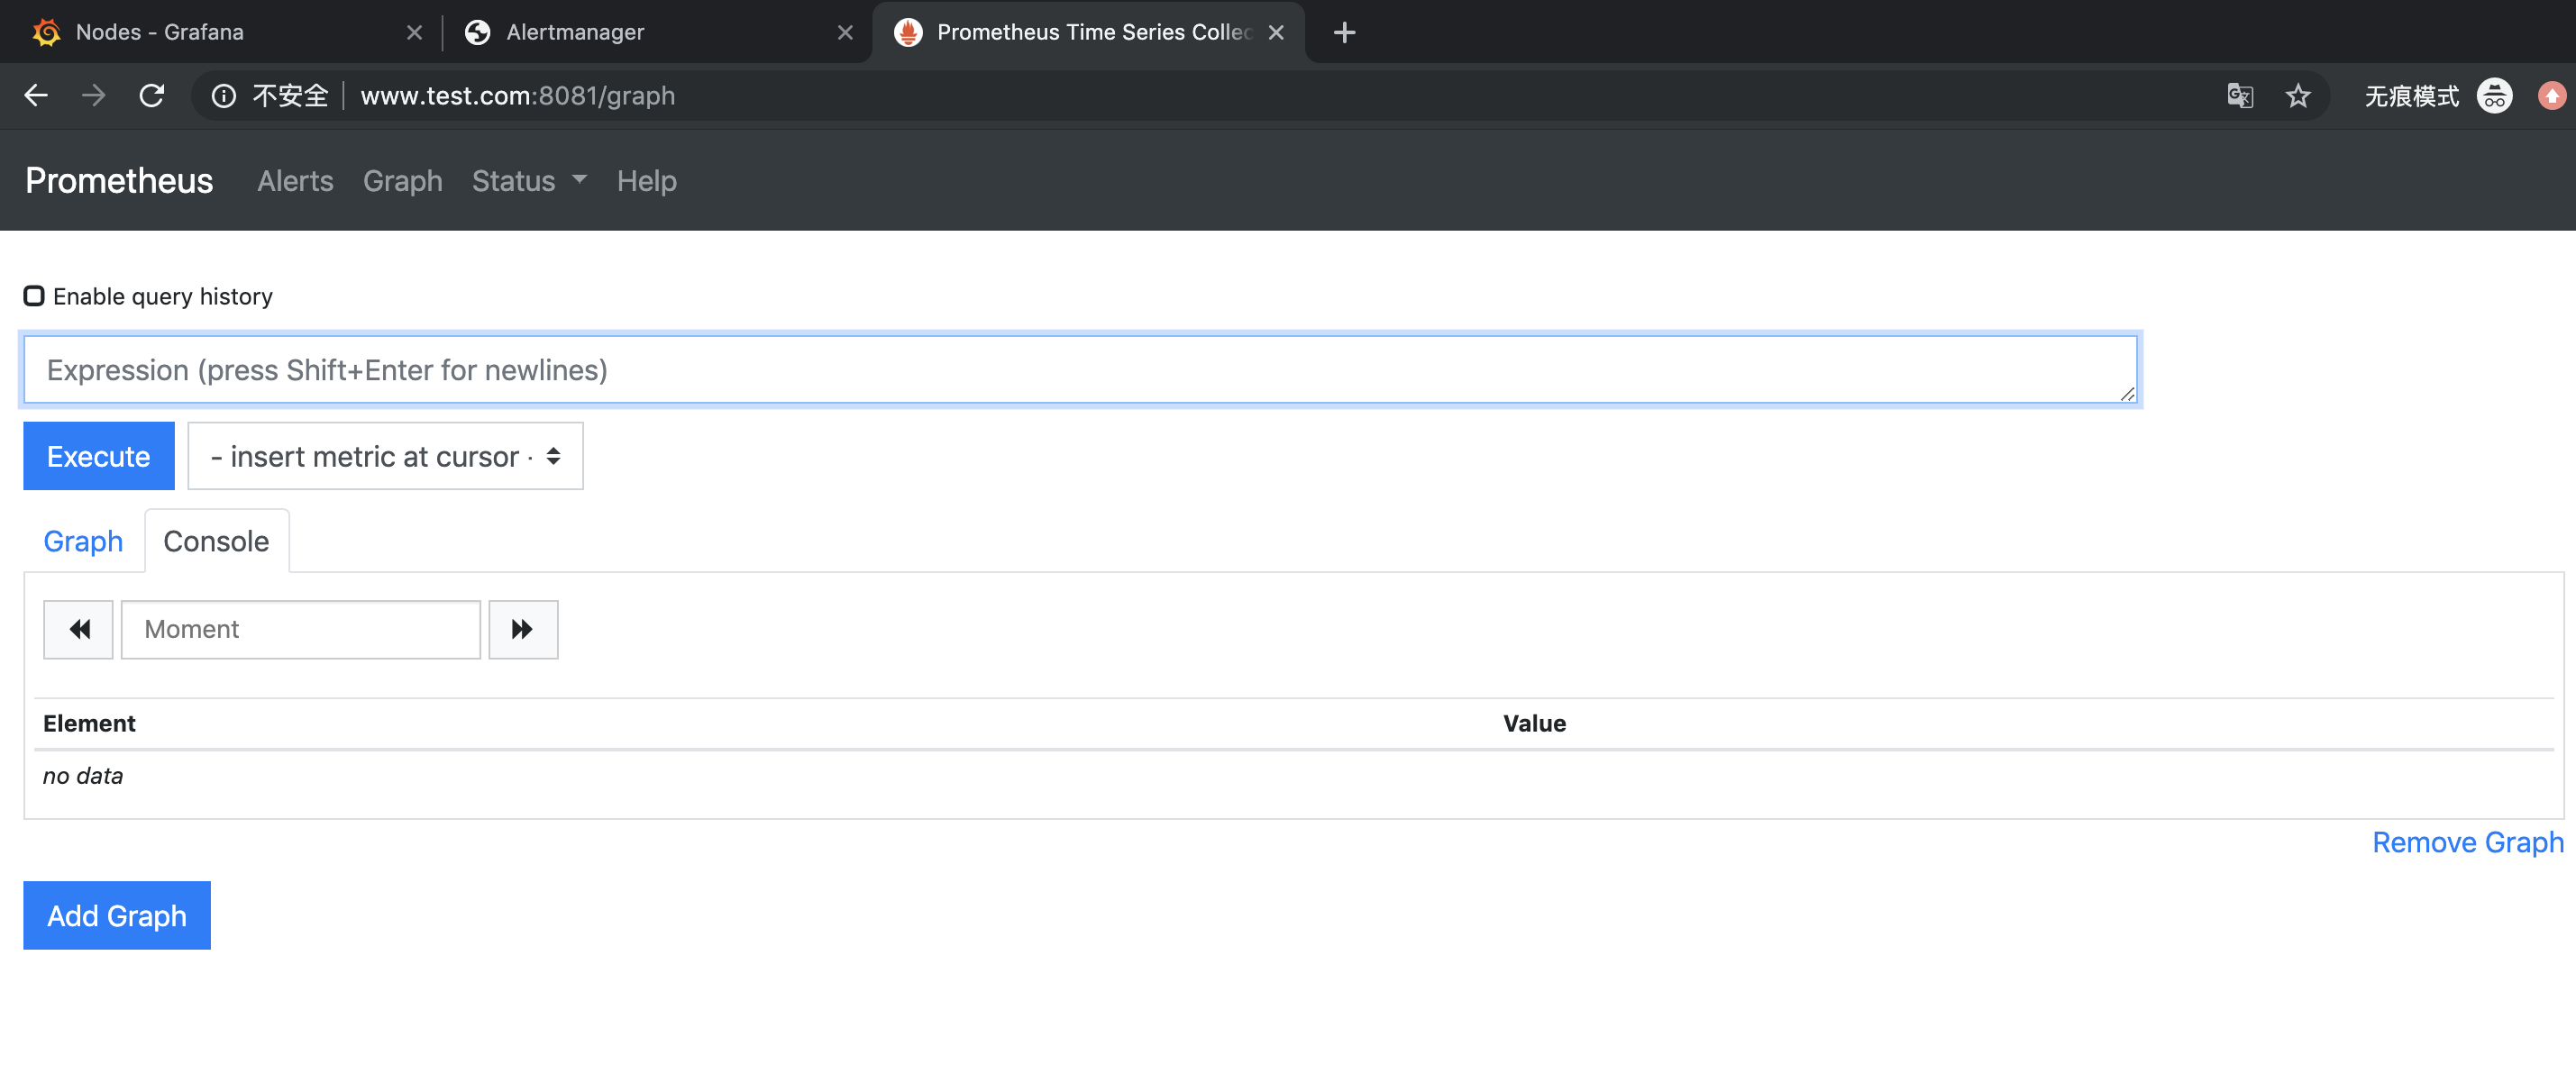 Nodes - Grafana
Alertmanager
Prometheus Time Series Collec
不安全 www.test.com:8081/graph 无痕模式
Prometheus Alerts Graph Status Help
Enable query history
Expression (press Shift+Enter for newlines)
Execute - insert metric at cursor -
Graph Console
Moment
Element Value
no data
Remove Graph
Add Graph